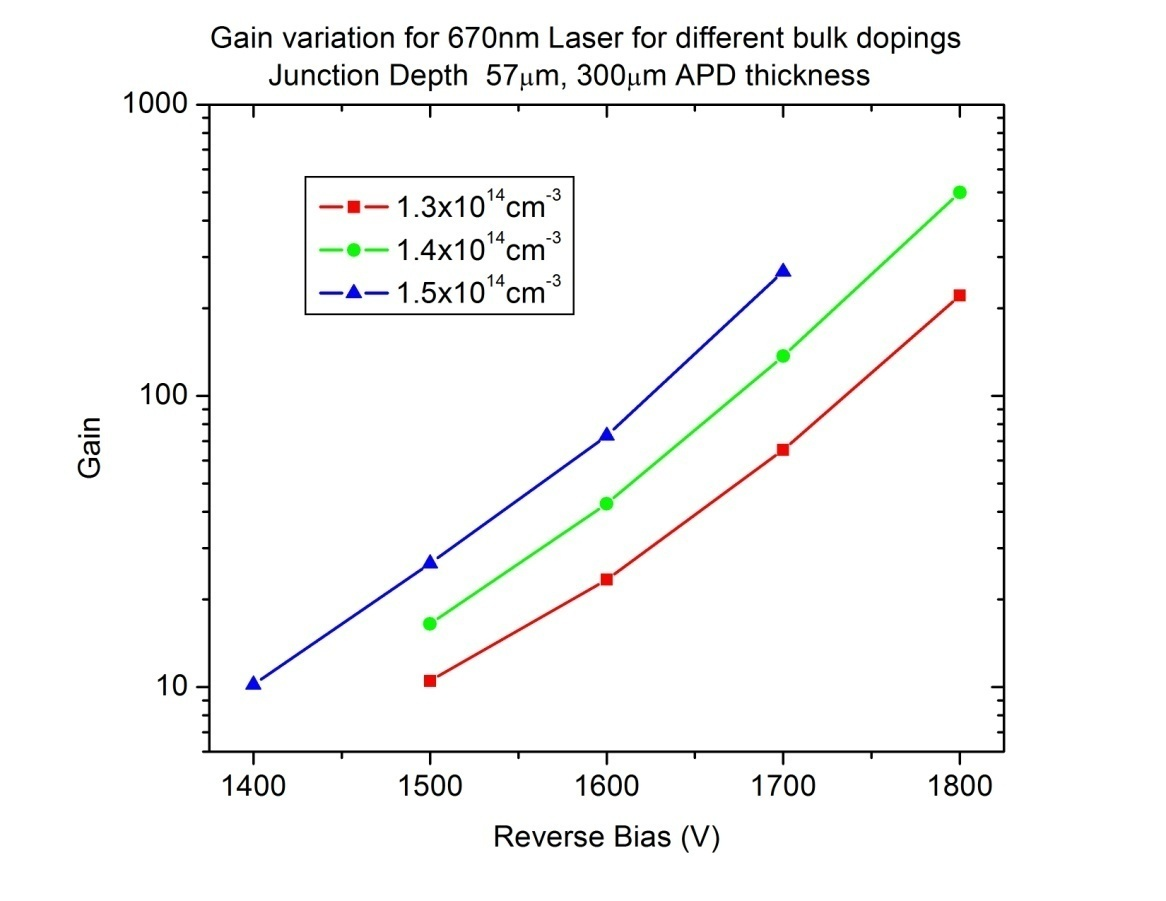 Gain variation for 670nm Laser for different bulk dopings
Junction Depth 57μm, 300μm APD thickness
1000
100
10
Gain
1.3x10¹⁴cm⁻³
1.4x10¹⁴cm⁻³
1.5x10¹⁴cm⁻³
1400 1500 1600 1700 1800
Reverse Bias (V)